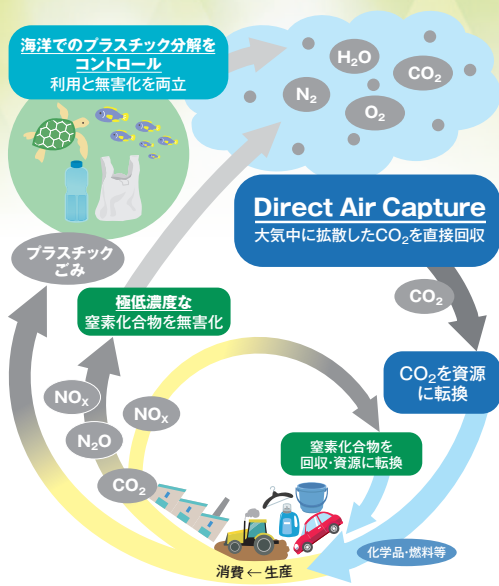 海洋でのプラスチック分解を
コントロール
利用と無害化を両立
H₂O
CO₂
N₂
O₂
Direct Air Capture
大気中に拡散したCO₂を直接回収
プラスチック
ごみ
CO₂
極低濃度な
窒素化合物を無害化
CO₂を資源
に転換
NOx
NOx
N₂O
窒素化合物を
回収・資源に転換
CO₂
化学品・燃料等
消費 ← 生産